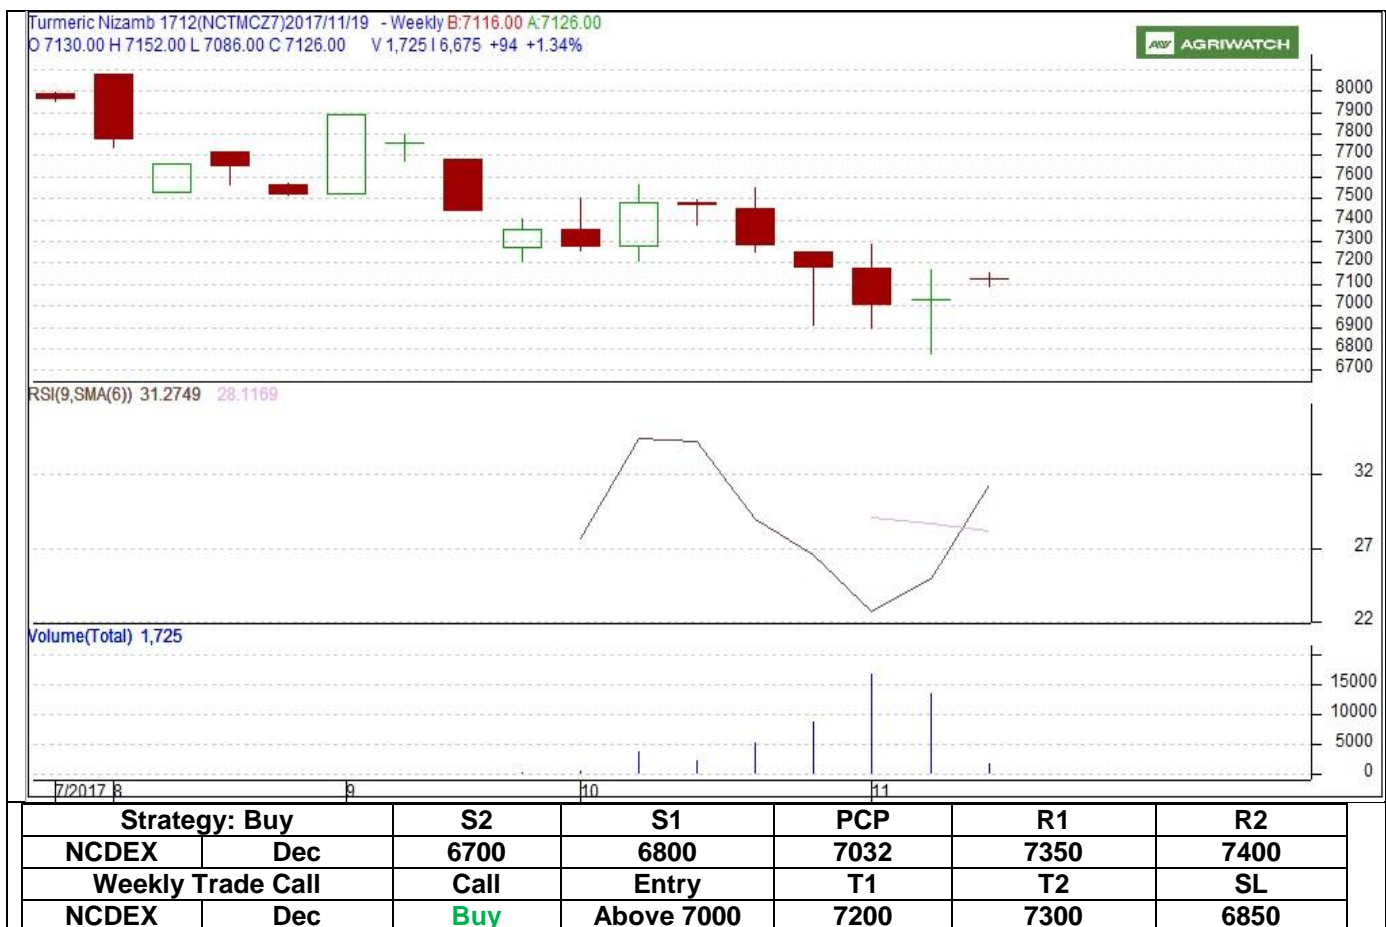 Turmeric Nizamb 1712(NCTMCZ7)2017/11/19 - Weekly B:7116.00 A:7126.00
O 7130.00 H 7152.00 L 7086.00 C 7126.00 V 1,725 I 6,675 +94 +1.34%
AW AGRIWATCH
8000
7900
7800
7700
7600
7500
7400
7300
7200
7100
7000
6900
6800
6700
RSI(9,SMA(6)) 31.2749 28.1169
32
27
22
Volume(Total) 1,725
15000
10000
5000
0
7/2017 8 9 10 11
Strategy: Buy S2 S1 PCP R1 R2
NCDEX Dec 6700 6800 7032 7350 7400
Weekly Trade Call Call Entry T1 T2 SL
NCDEX Dec Buy Above 7000 7200 7300 6850